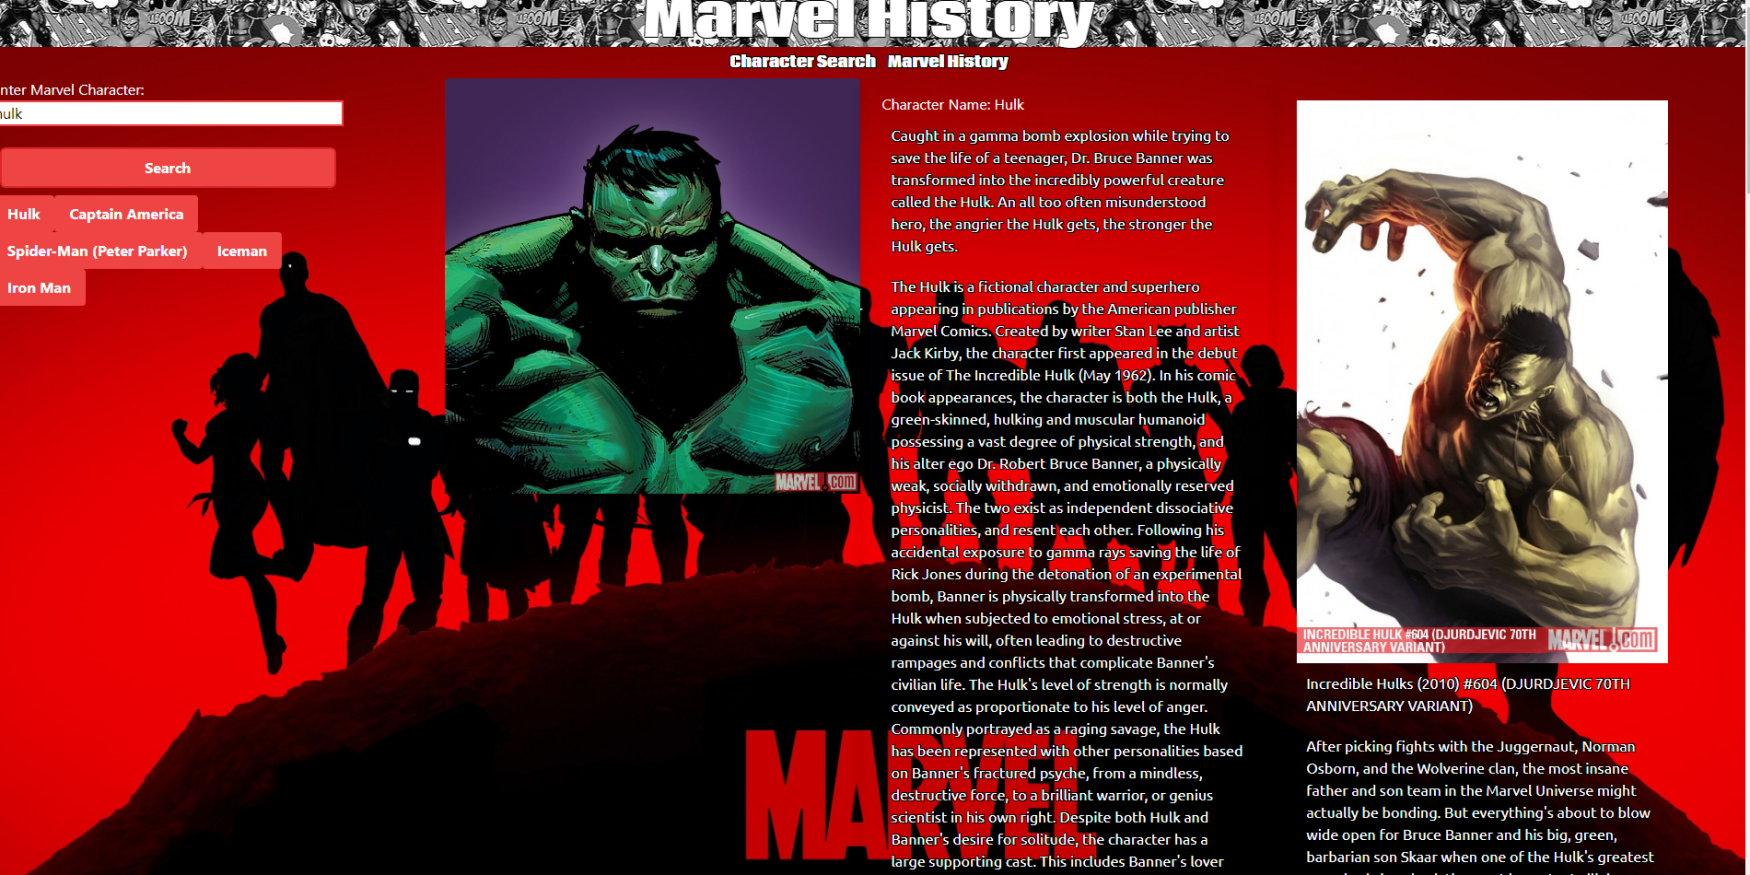 Marvel History
Character Search Marvel History
nter Marvel Character:
hulk
Search
Hulk Captain America
Spider-Man (Peter Parker) Iceman
Iron Man
MARVEL.COM
Character Name: Hulk
Caught in a gamma bomb explosion while trying to
save the life of a teenager, Dr. Bruce Banner was
transformed into the incredibly powerful creature
called the Hulk. An all too often misunderstood
hero, the angrier the Hulk gets, the stronger the
Hulk gets.
The Hulk is a fictional character and superhero
appearing in publications by the American publisher
Marvel Comics. Created by writer Stan Lee and artist
Jack Kirby, the character first appeared in the debut
issue of The Incredible Hulk (May 1962). In his comic
book appearances, the character is both the Hulk, a
green-skinned, hulking and muscular humanoid
possessing a vast degree of physical strength, and
his alter ego Dr. Robert Bruce Banner, a physically
weak, socially withdrawn, and emotionally reserved
physicist. The two exist as independent dissociative
personalities, and resent each other. Following his
accidental exposure to gamma rays saving the life of
Rick Jones during the detonation of an experimental
bomb, Banner is physically transformed into the
Hulk when subjected to emotional stress, at or
against his will, often leading to destructive
rampages and conflicts that complicate Banner's
civilian life. The Hulk's level of strength is normally
conveyed as proportionate to his level of anger.
Commonly portrayed as a raging savage, the Hulk
has been represented with other personalities based
on Banner's fractured psyche, from a mindless,
destructive force, to a brilliant warrior, or genius
scientist in his own right. Despite both Hulk and
Banner's desire for solitude, the character has a
large supporting cast. This includes Banner's lover
MARVEL
INCREDIBLE HULK #604 (DJURDJEVIC 70TH
ANNIVERSARY VARIANT)
MARVEL.COM
Incredible Hulks (2010) #604 (DJURDJEVIC 70TH
ANNIVERSARY VARIANT)
After picking fights with the Juggernaut, Norman
Osborn, and the Wolverine clan, the most insane
father and son team in the Marvel Universe might
actually be bonding. But everything's about to blow
wide open for Bruce Banner and his big, green,
barbarian son Skaar when one of the Hulk's greatest